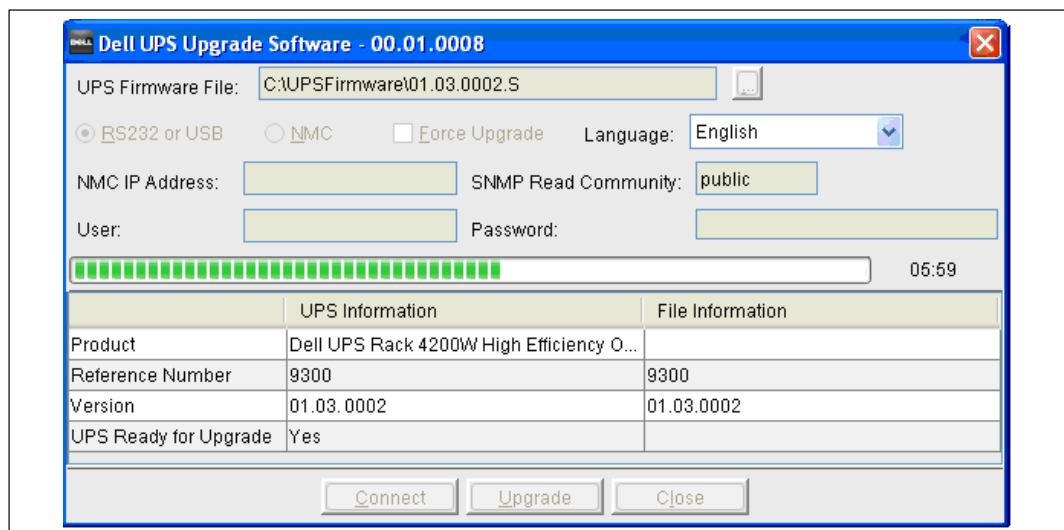 DELL Dell UPS Upgrade Software - 00.01.0008
UPS Firmware File: C:\UPSFirmware\01.03.0002.S ...
RS232 or USB NMC Force Upgrade Language: English
NMC IP Address: SNMP Read Community: public
User: Password:
05:59
UPS Information File Information
Product Dell UPS Rack 4200W High Efficiency O...
Reference Number 9300 9300
Version 01.03.0002 01.03.0002
UPS Ready for Upgrade Yes
Connect Upgrade Close